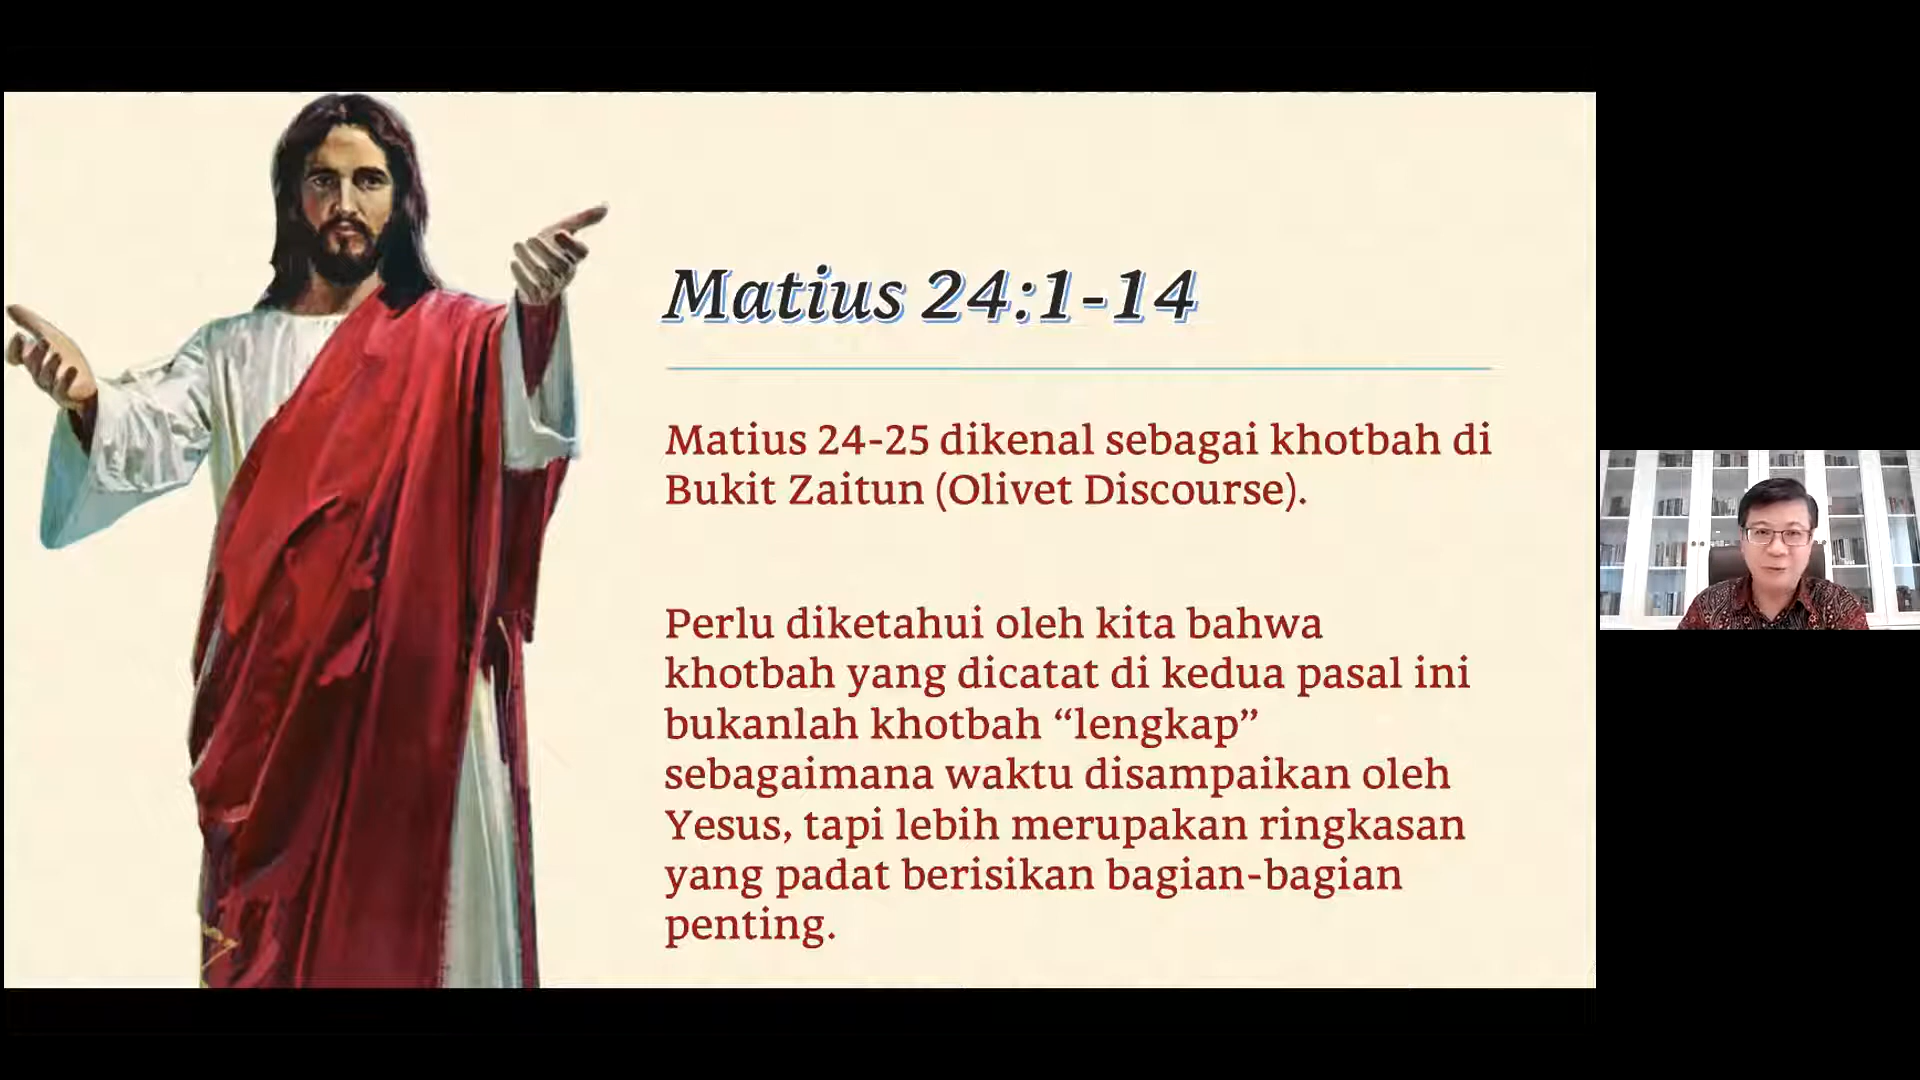 Matius 24:1-14
Matius 24-25 dikenal sebagai khotbah di
Bukit Zaitun (Olivet Discourse).
Perlu diketahui oleh kita bahwa
khotbah yang dicatat di kedua pasal ini
bukanlah khotbah “lengkap”
sebagaimana waktu disampaikan oleh
Yesus, tapi lebih merupakan ringkasan
yang padat berisikan bagian-bagian
penting.